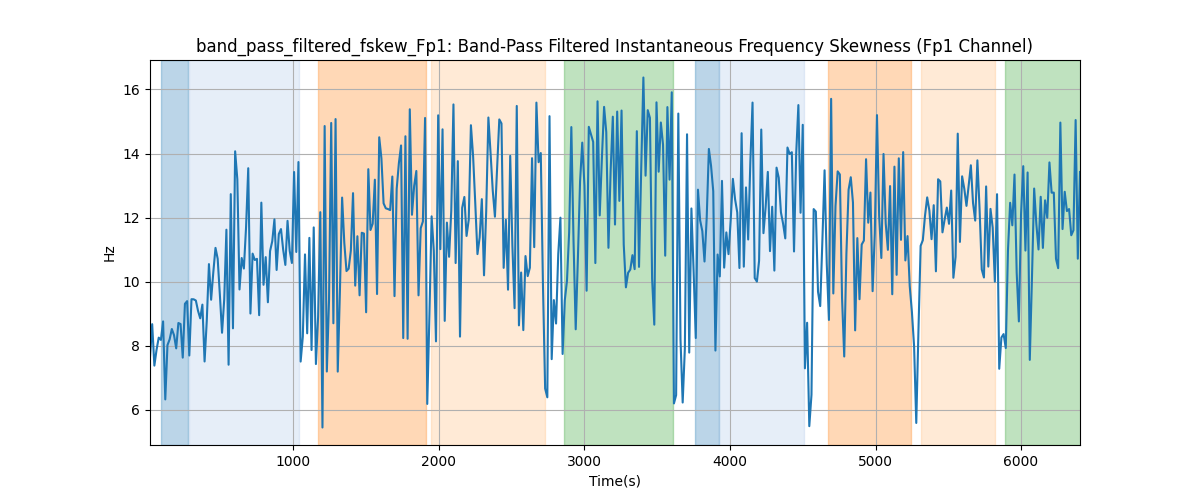 band_pass_filtered_fskew_Fp1: Band-Pass Filtered Instantaneous Frequency Skewness (Fp1 Channel)
16
14
12
10
8
6
Hz
1000 2000 3000 4000 5000 6000
Time(s)